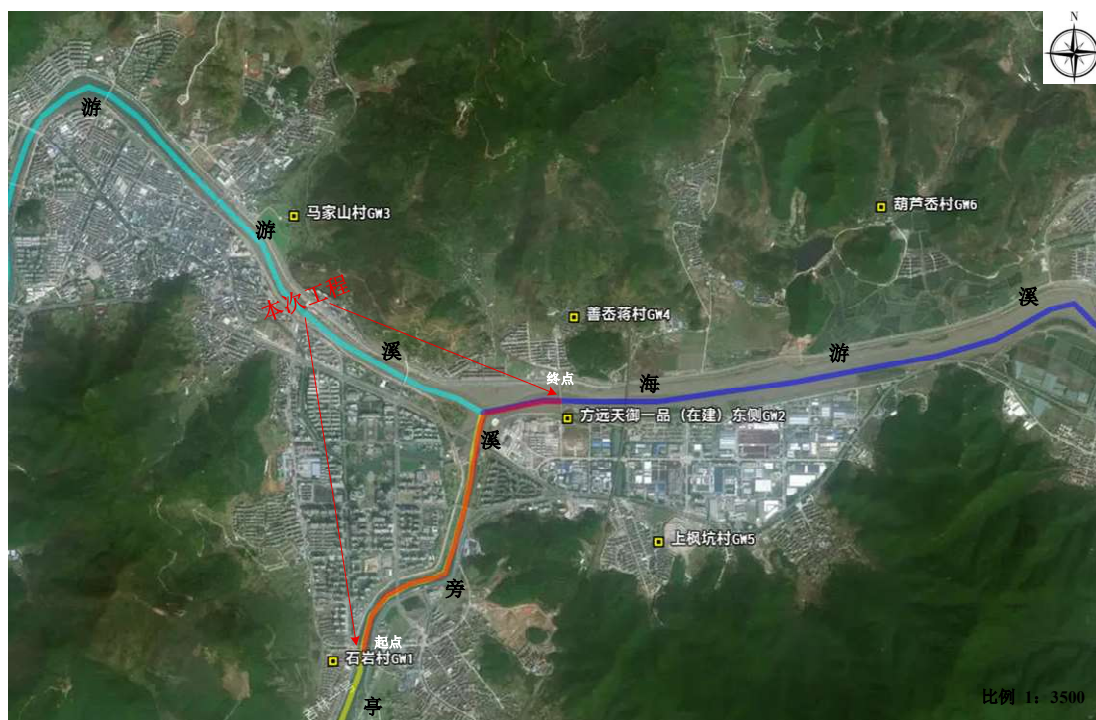 N
游
马家山村GW3
葫芦岙村GW6
游
本次工程
溪
善岙蒋村GW4
溪
游
海
终点
方远天御一品（在建）东侧GW2
溪
上枫坑村GW5
旁
起点
石岩村GW1
亭
比例 1：3500